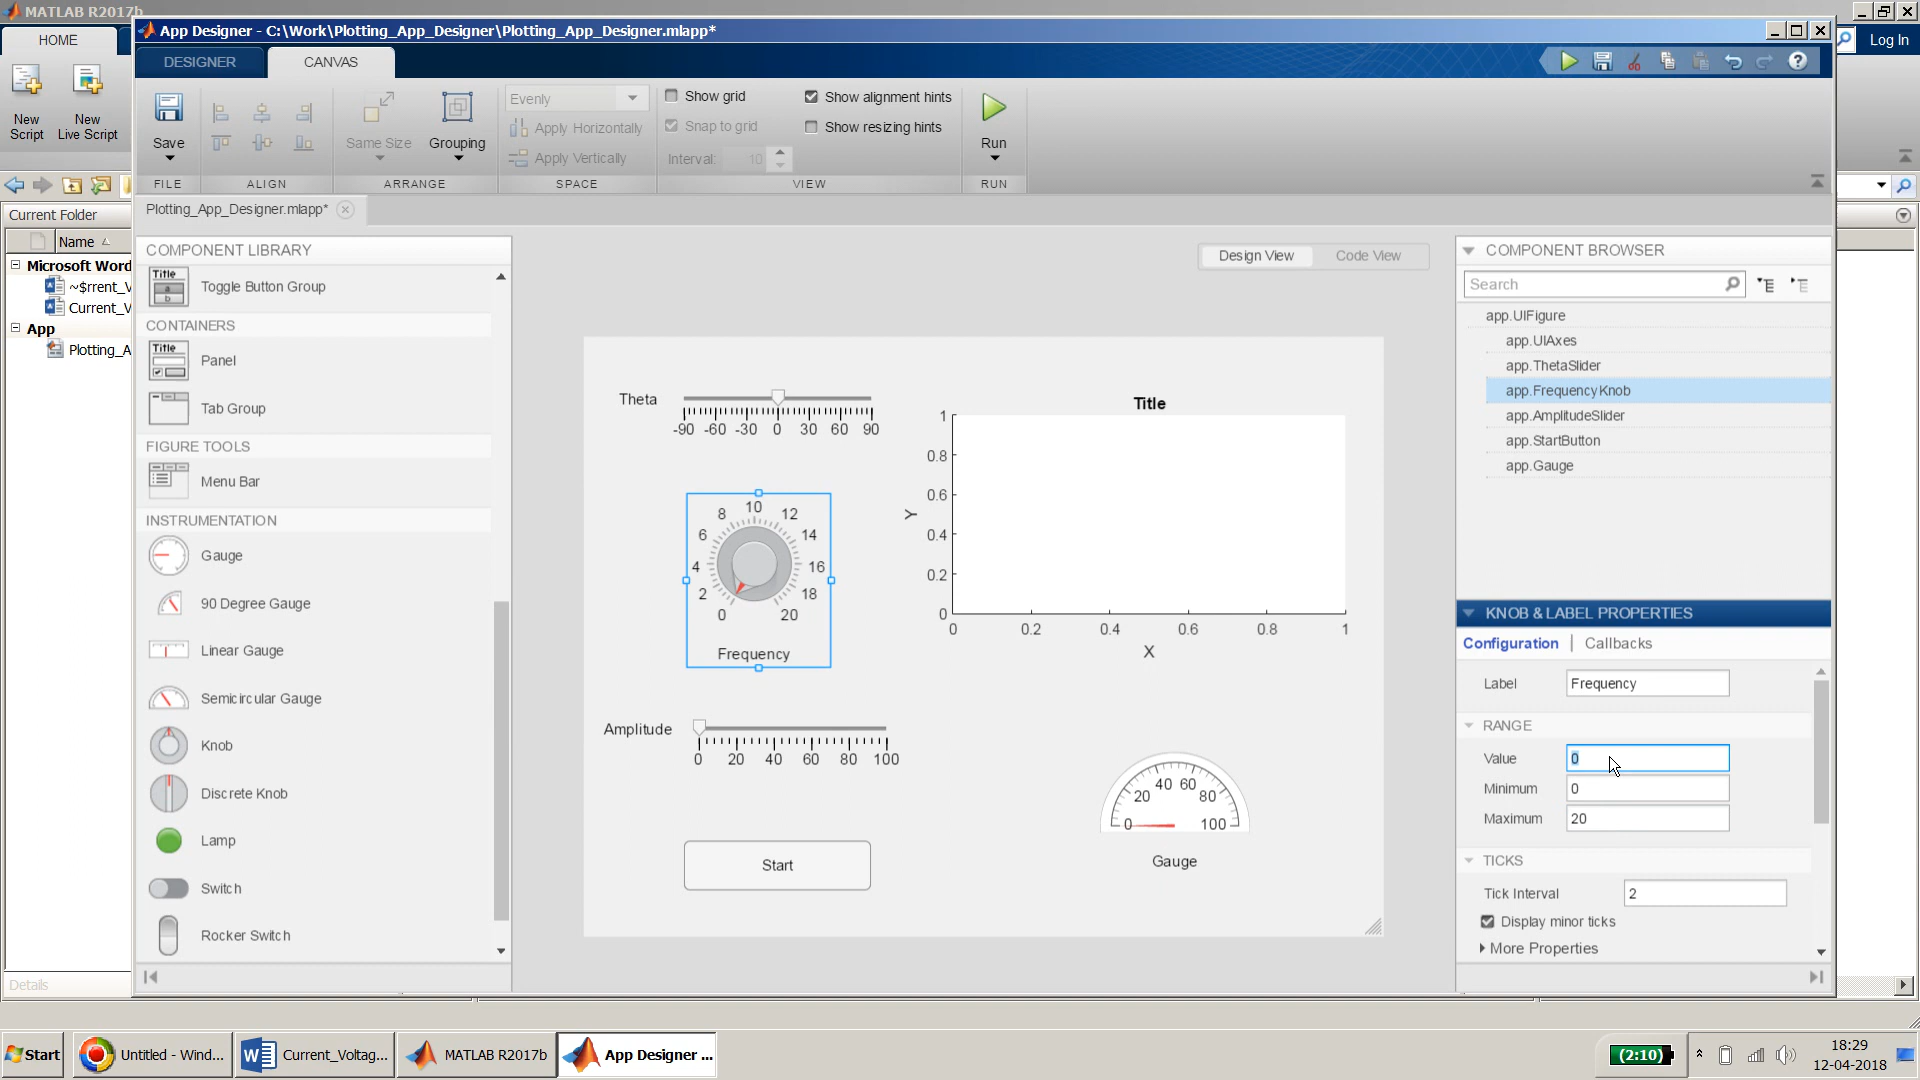 MATLAB R2017b
App Designer - C:\Work\Plotting_App_Designer\Plotting_App_Designer.mlapp*
HOME
DESIGNER
CANVAS
Log In
New
Script
New
Live Script
Save
Same Size
Grouping
Evenly
Apply Horizontally
Apply Vertically
Show grid
Snap to grid
Interval:
10
Show alignment hints
Show resizing hints
Run
FILE
ALIGN
ARRANGE
SPACE
VIEW
RUN
Plotting_App_Designer.mlapp*
Current Folder
Name
Microsoft Word
~$rrent_V
Current_V
App
Plotting_A
Details
COMPONENT LIBRARY
Title
a
b
Toggle Button Group
CONTAINERS
Title
Panel
Tab Group
FIGURE TOOLS
Menu Bar
INSTRUMENTATION
Gauge
90 Degree Gauge
Linear Gauge
Semicircular Gauge
Knob
Discrete Knob
Lamp
Switch
Rocker Switch
Design View
Code View
Theta
-90 -60 -30 0 30 60 90
0 2 4 6 8 10 12 14 16 18 20
Frequency
Amplitude
0 20 40 60 80 100
Start
Title
1
0.8
0.6
0.4
0.2
0
Y
0 0.2 0.4 0.6 0.8 1
X
0 20 40 60 80 100
Gauge
COMPONENT BROWSER
Search
app.UIFigure
app.UIAxes
app.ThetaSlider
app.FrequencyKnob
app.AmplitudeSlider
app.StartButton
app.Gauge
KNOB & LABEL PROPERTIES
Configuration | Callbacks
Label
Frequency
RANGE
Value
0
Minimum
0
Maximum
20
TICKS
Tick Interval
2
Display minor ticks
More Properties
Start
Untitled - Wind...
Current_Voltag...
MATLAB R2017b
App Designer ...
(2:10)
18:29
12-04-2018